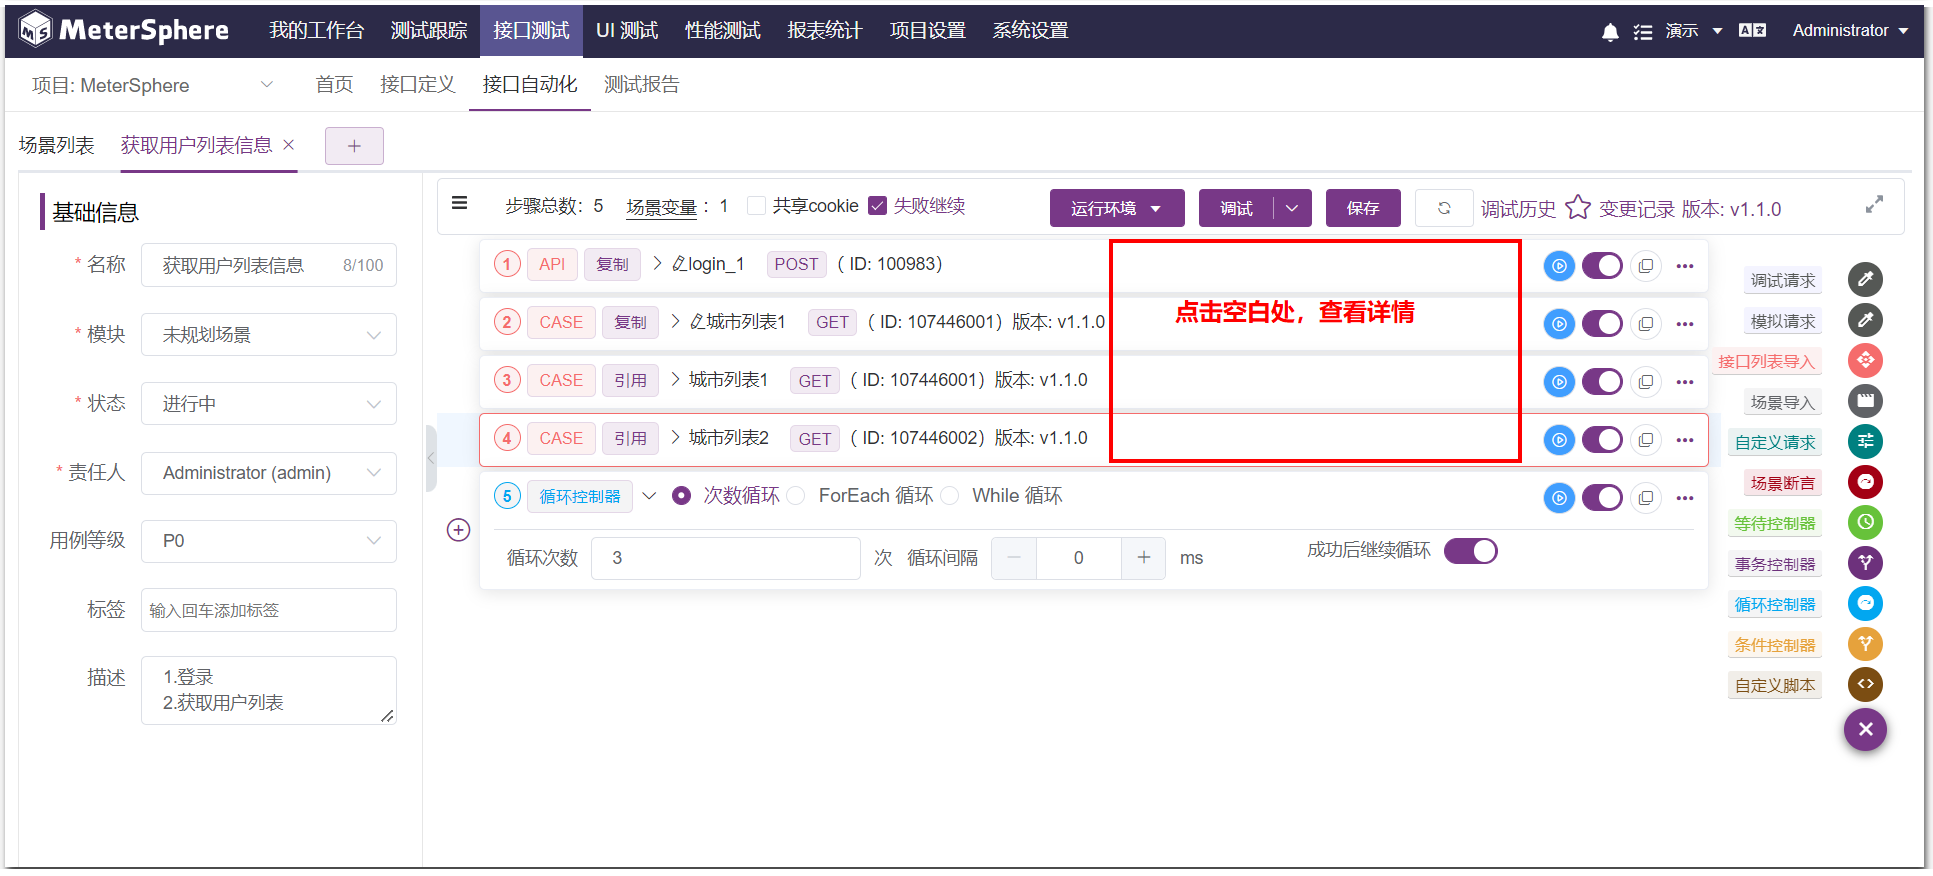 MeterSphere 我的工作台 测试跟踪 接口测试 UI 测试 性能测试 报表统计 项目设置 系统设置 演示 Administrator
项目: MeterSphere 首页 接口定义 接口自动化 测试报告
场景列表 获取用户列表信息
基础信息
* 名称 获取用户列表信息 8/100
* 模块 未规划场景
* 状态 进行中
* 责任人 Administrator (admin)
用例等级 P0
标签 输入回车添加标签
描述 1.登录
2.获取用户列表
步骤总数: 5 场景变量 : 1 共享cookie 失败继续 运行环境 调试 保存 调试历史 变更记录 版本: v1.1.0
1 API 复制 login_1 POST ( ID: 100983)
2 CASE 复制 城市列表1 GET ( ID: 107446001) 版本: v1.1.0
3 CASE 引用 城市列表1 GET ( ID: 107446001) 版本: v1.1.0
4 CASE 引用 城市列表2 GET ( ID: 107446002) 版本: v1.1.0
点击空白处，查看详情
5 循环控制器 次数循环 ForEach 循环 While 循环
循环次数 3 次 循环间隔 0 ms 成功后继续循环
调试请求
模拟请求
接口列表导入
场景导入
自定义请求
场景断言
等待控制器
事务控制器
循环控制器
条件控制器
自定义脚本